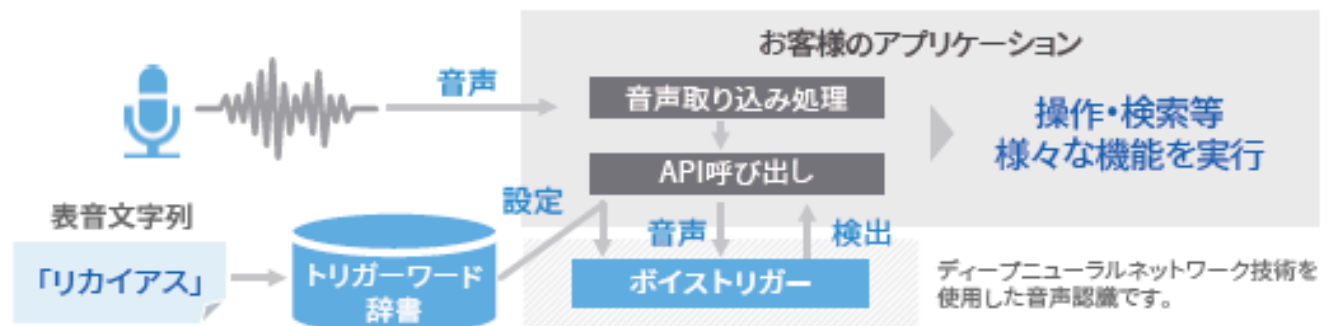 お客様のアプリケーション
音声
音声取り込み処理
API呼び出し
操作・検索等
様々な機能を実行
表音文字列
「リカイアス」
トリガーワード
辞書
設定
音声
検出
ボイストリガー
ディープニューラルネットワーク技術を
使用した音声認識です。